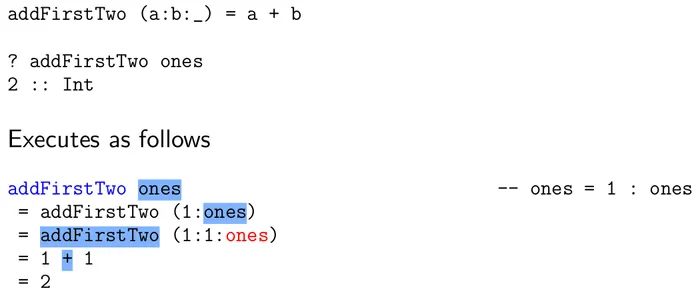 addFirstTwo (a:b:_) = a + b
? addFirstTwo ones
2 :: Int
Executes as follows
addFirstTwo ones -- ones = 1 : ones
= addFirstTwo (1:ones)
= addFirstTwo (1:1:ones)
= 1 + 1
= 2